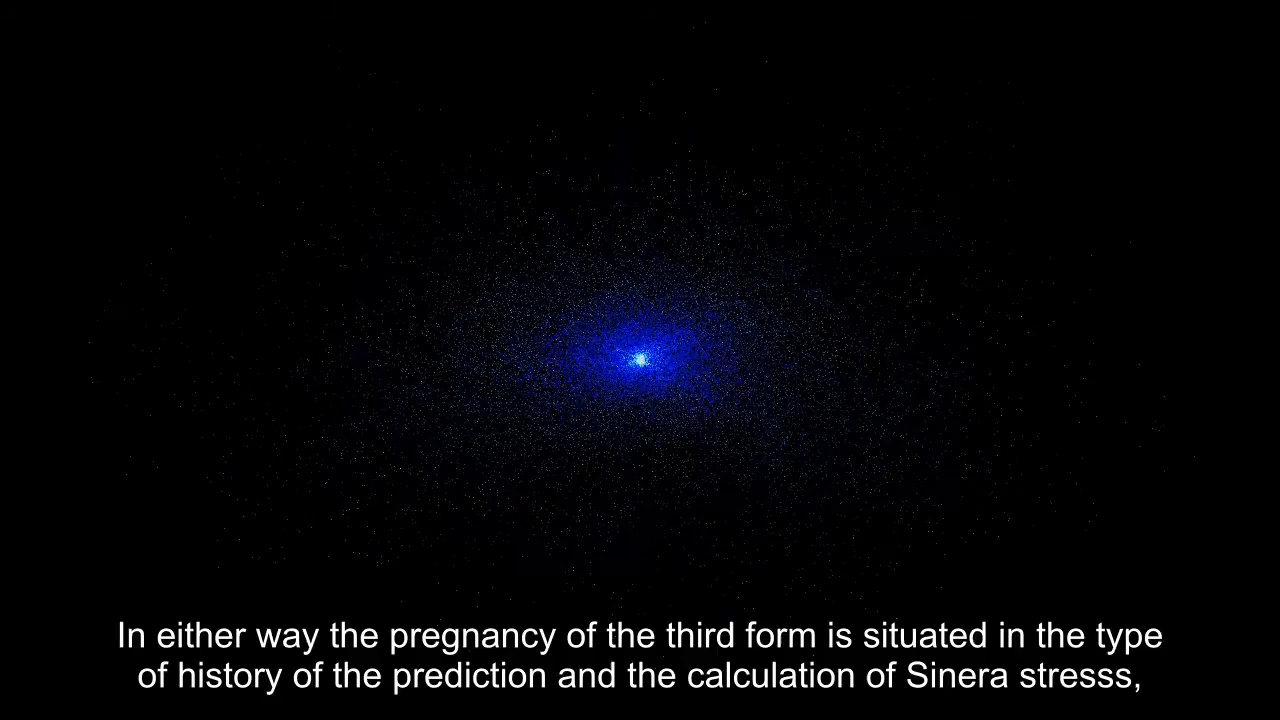 In either way the pregnancy of the third form is situated in the type
of history of the prediction and the calculation of Sinera stresss,